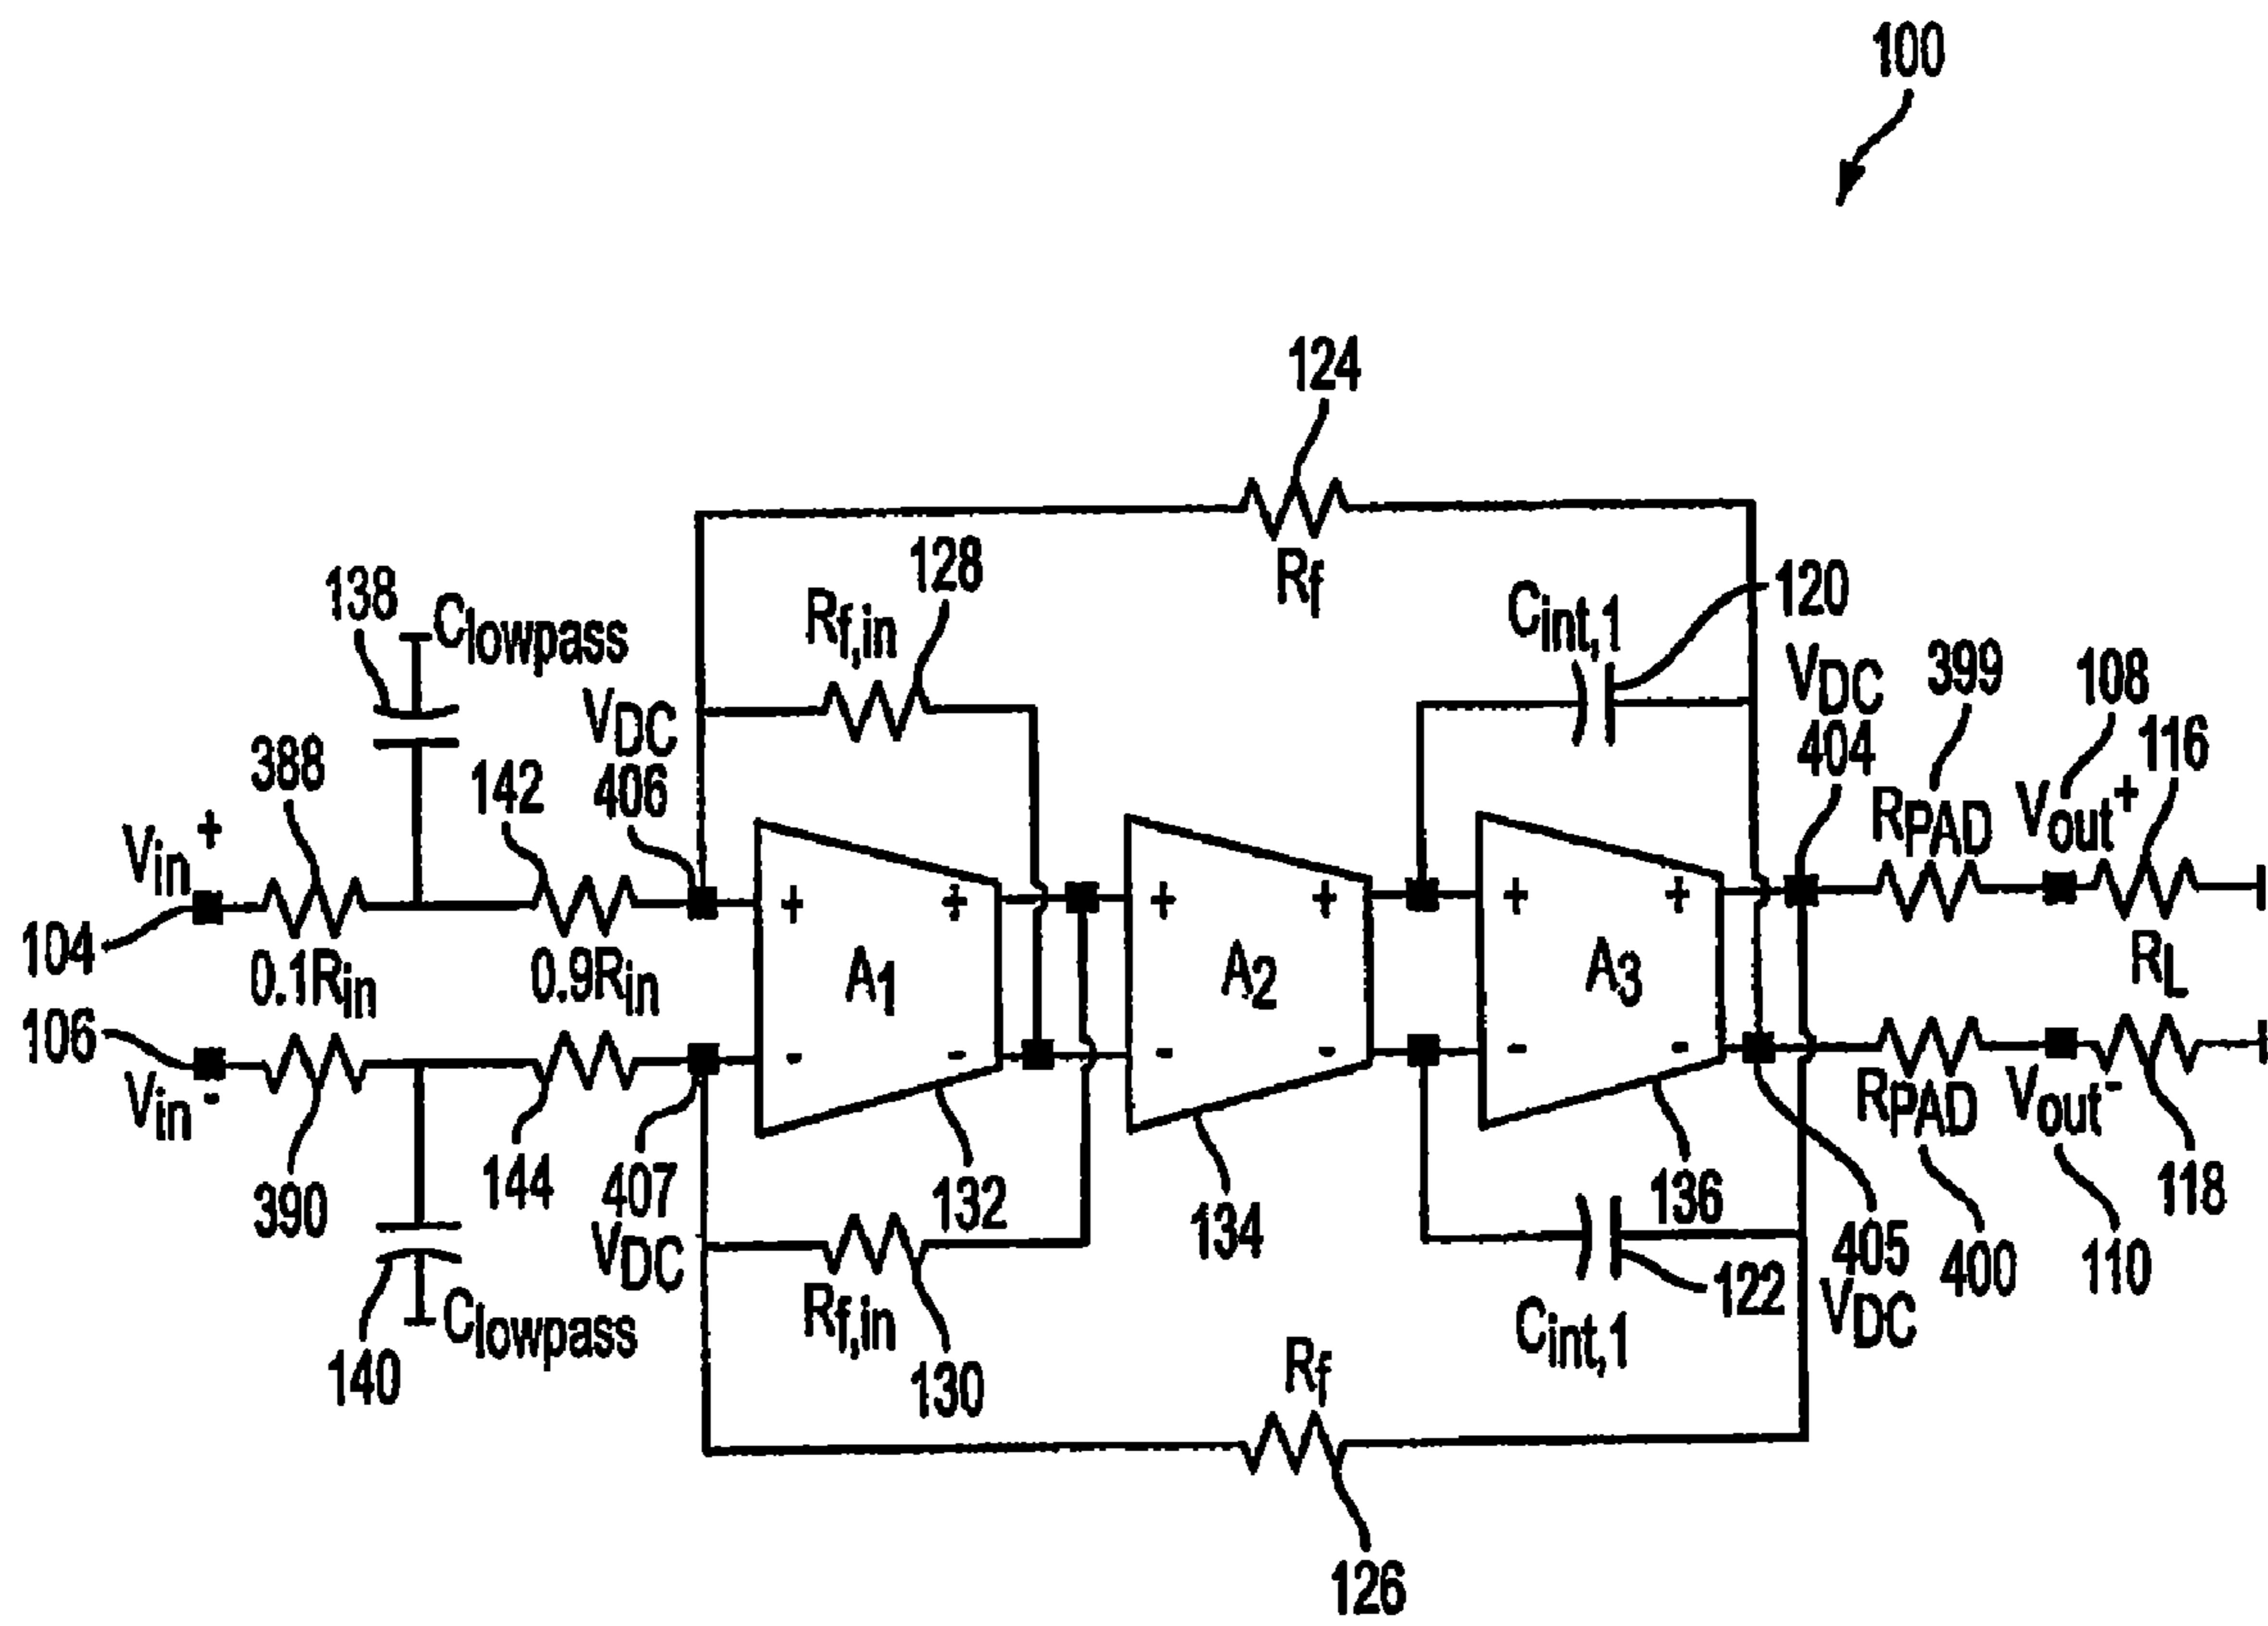 100
124
Rf
128
Rf,in
138
Clowpass
Cint,1
120
VDC
406
VDC
404
399
108
116
388
142
RPAD
Vout+
Vin+
104
0.1Rin
0.9Rin
+ +
A1
- -
+ +
A2
- -
+ +
A3
- -
RL
106
Vin-
RPAD
Vout-
390
144
407
VDC
132
134
136
405
VDC
400
110
118
140
Clowpass
Rf,in
130
122
Cint,1
Rf
126